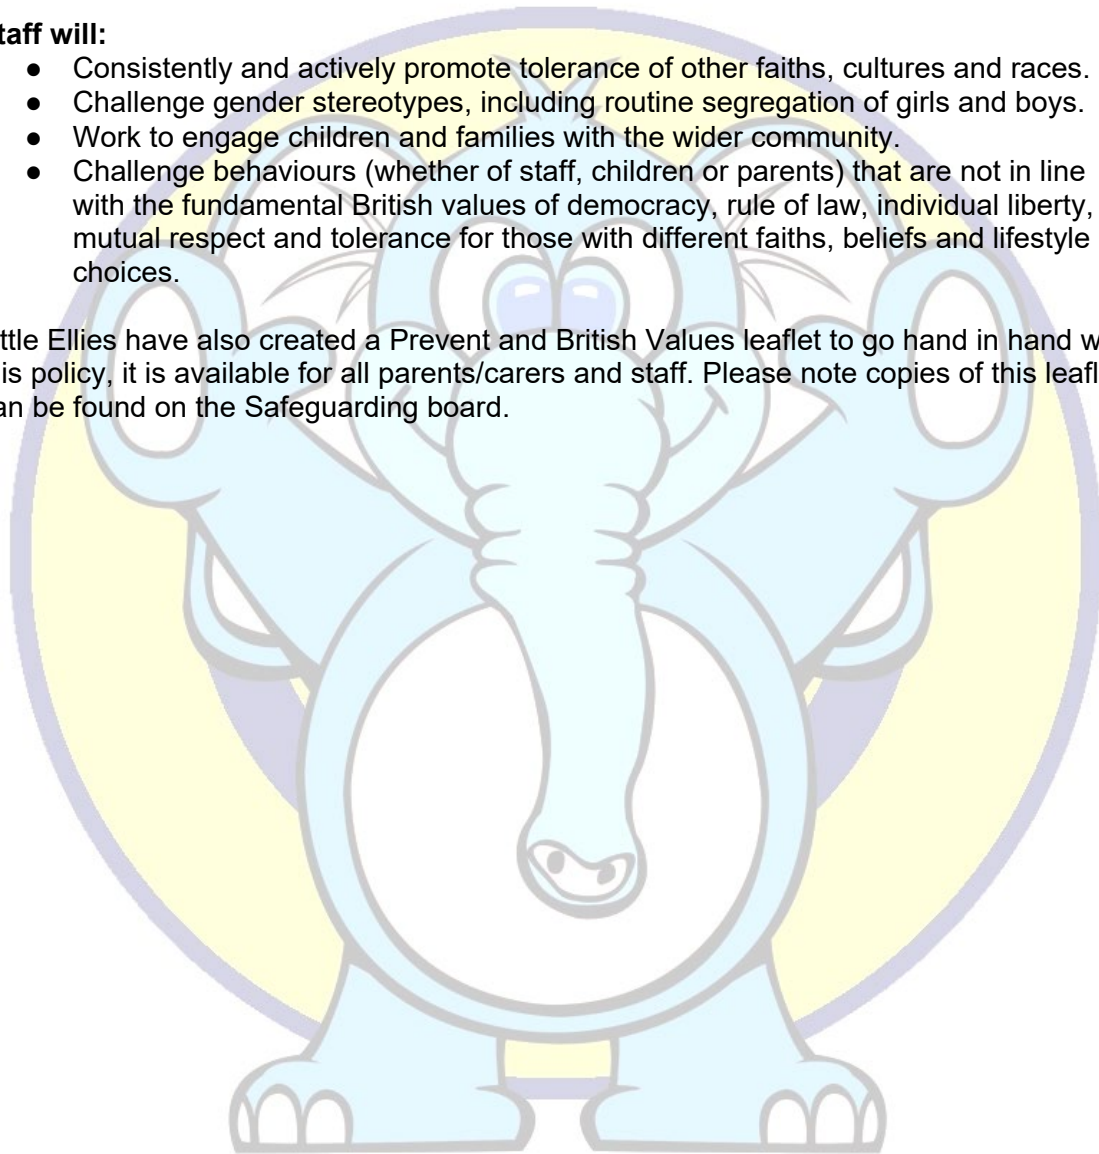 taff will:
● Consistently and actively promote tolerance of other faiths, cultures and races.
● Challenge gender stereotypes, including routine segregation of girls and boys.
● Work to engage children and families with the wider community.
● Challenge behaviours (whether of staff, children or parents) that are not in line
with the fundamental British values of democracy, rule of law, individual liberty,
mutual respect and tolerance for those with different faiths, beliefs and lifestyle
choices.
ttle Ellies have also created a Prevent and British Values leaflet to go hand in hand w
is policy, it is available for all parents/carers and staff. Please note copies of this leafl
an be found on the Safeguarding board.